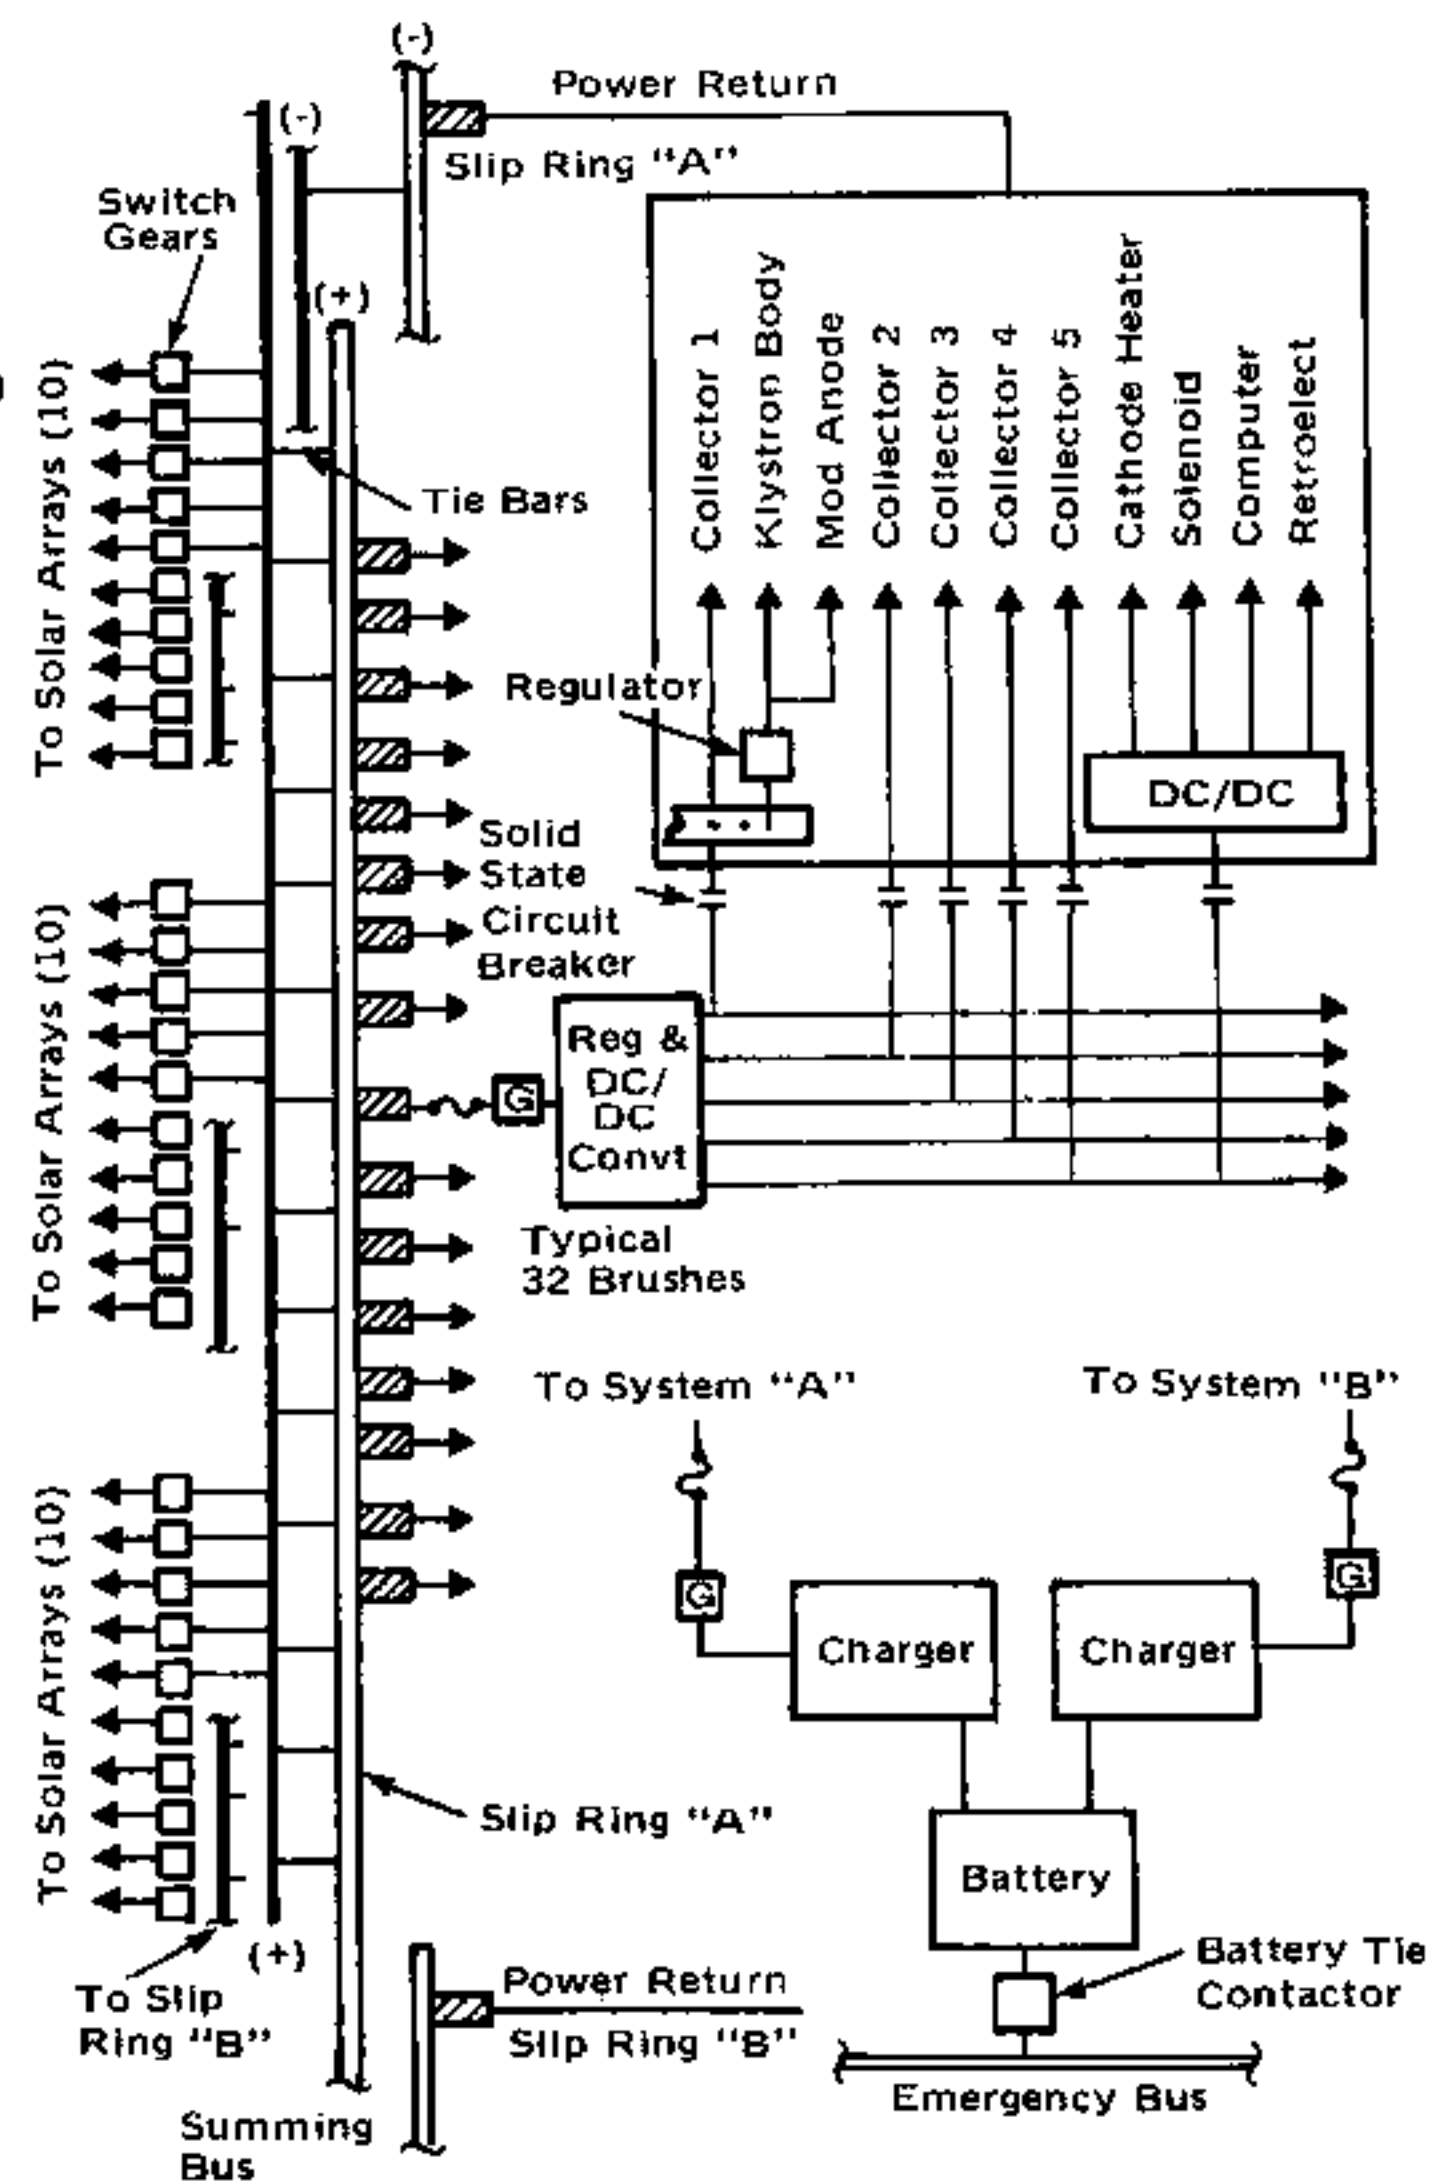 (-)
Power Return
(-)
Slip Ring "A"
Switch
Gears
(+)
To Solar Arrays (10)
Tie Bars
Collector 1
Klystron Body
Mod Anode
Collector 2
Collector 3
Collector 4
Collector 5
Cathode Heater
Solenoid
Computer
Retroelect
Regulator
DC/DC
Solid
State
Circuit
Breaker
To Solar Arrays (10)
G
Reg &
DC/
DC
Convt
Typical
32 Brushes
To System "A"
To System "B"
To Solar Arrays (10)
G
G
Charger
Charger
Slip Ring "A"
Battery
(+)
To Slip
Ring "B"
Power Return
Slip Ring "B"
Battery Tie
Contactor
Emergency Bus
Summing
Bus